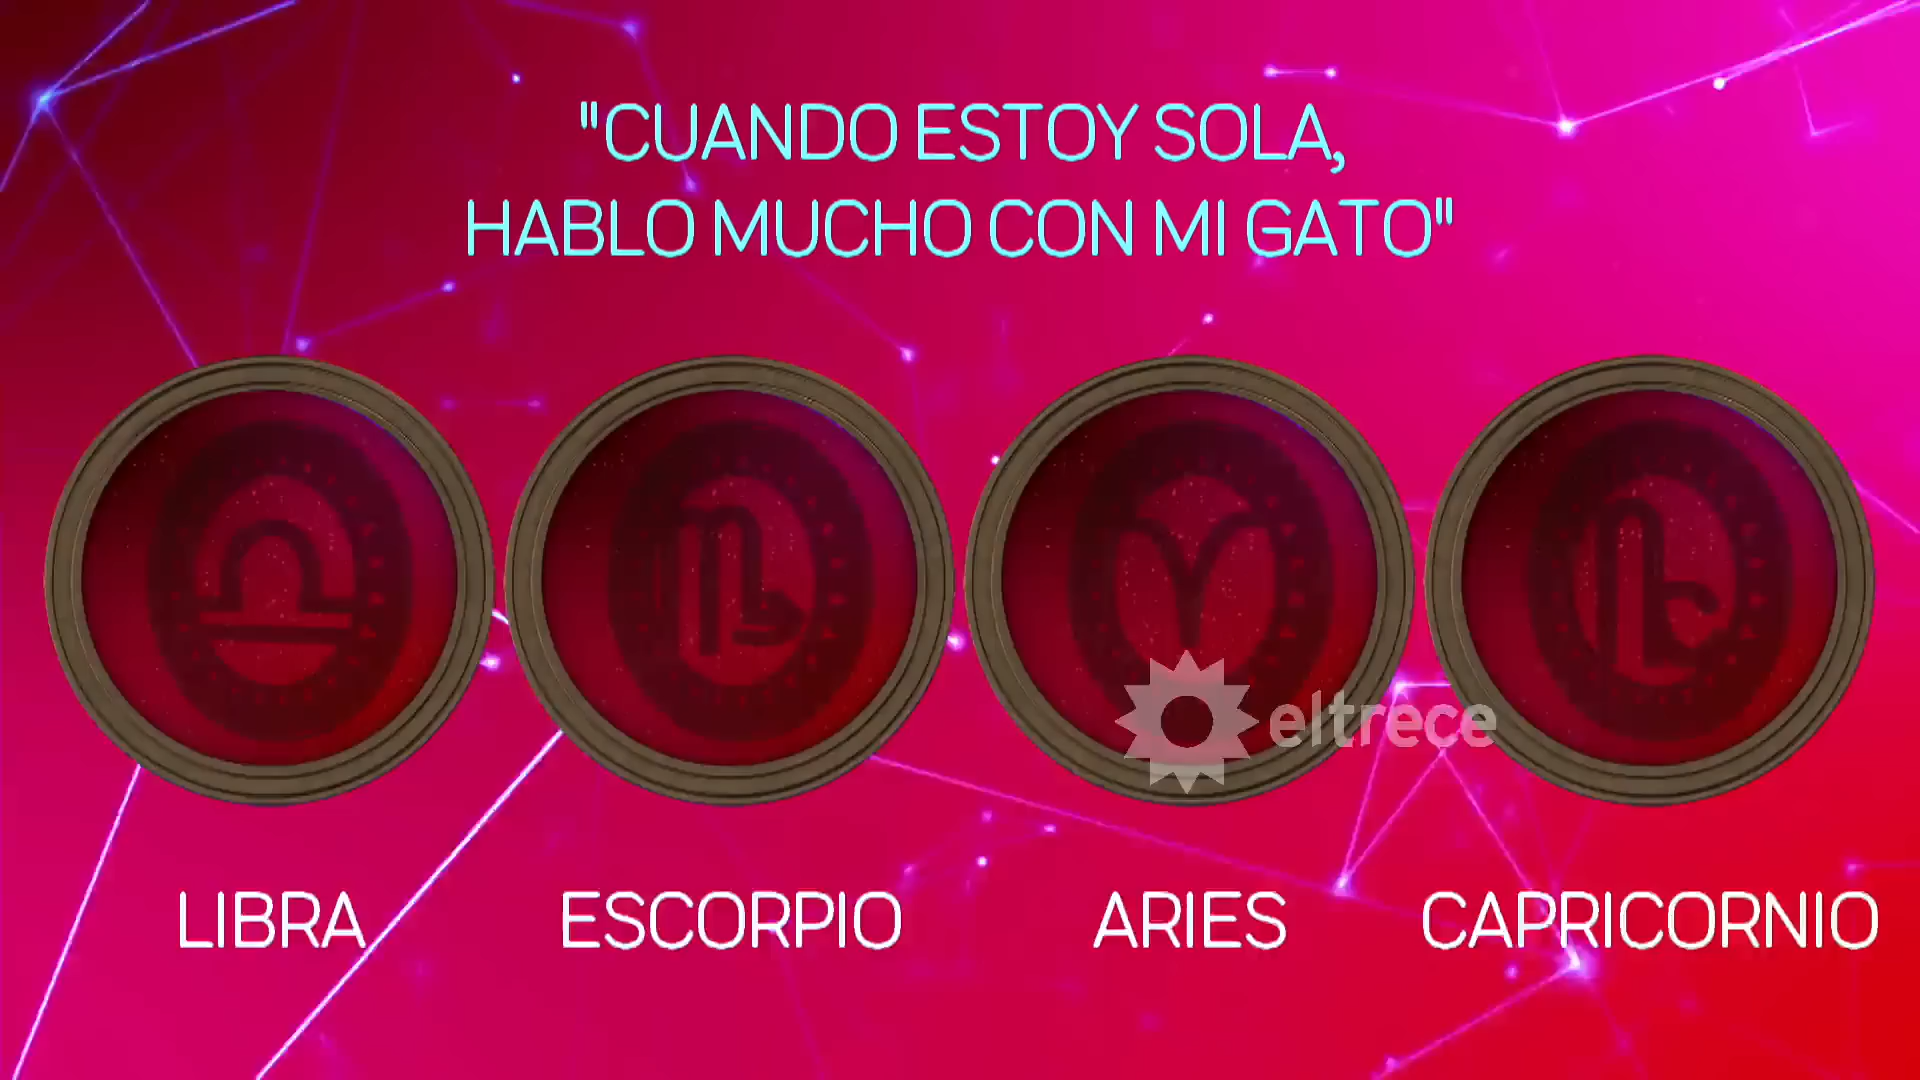 "CUANDO ESTOY SOLA,
HABLO MUCHO CON MI GATO"
eltrece
LIBRA
ESCORPIO
ARIES
CAPRICORNIO